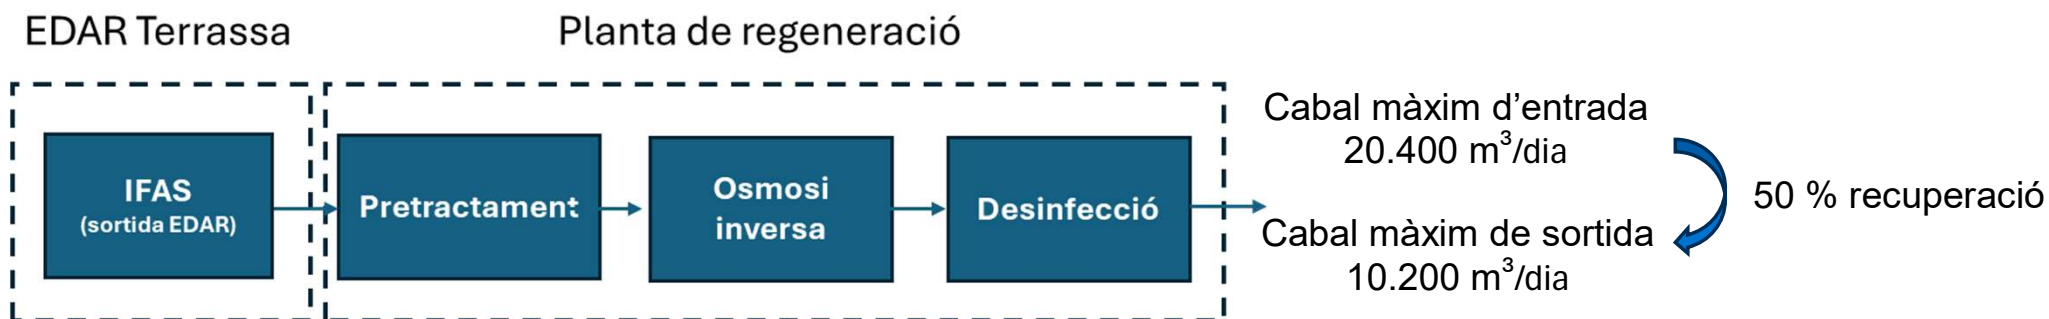 EDAR Terrassa
Planta de regeneració
IFAS
(sortida EDAR)
Pretractament
Osmosi
inversa
Desinfecció
Cabal màxim d’entrada
20.400 m³/dia
50 % recuperació
Cabal màxim de sortida
10.200 m³/dia